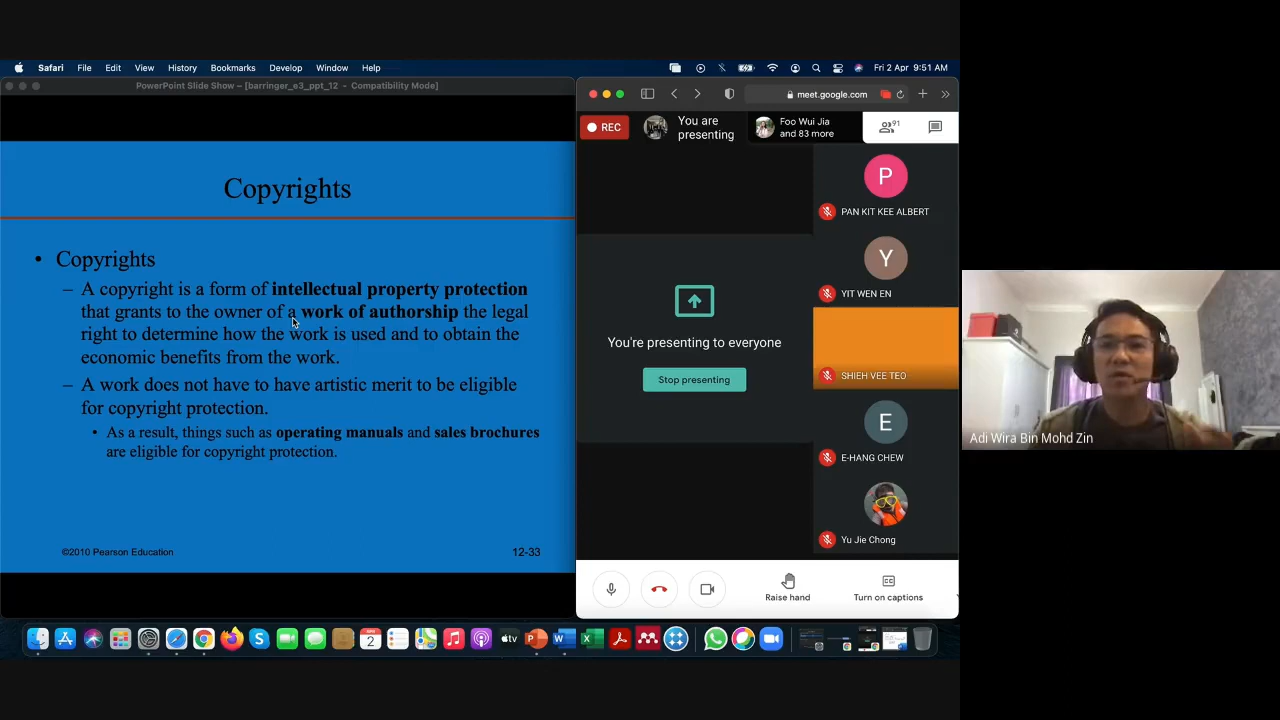 Safari File Edit View History Bookmarks Develop Window Help Fri 2 Apr 9:51 AM
PowerPoint Slide Show – [barringer_e3_ppt_12 - Compatibility Mode]
Copyrights
• Copyrights
– A copyright is a form of intellectual property protection
that grants to the owner of a work of authorship the legal
right to determine how the work is used and to obtain the
economic benefits from the work.
– A work does not have to have artistic merit to be eligible
for copyright protection.
• As a result, things such as operating manuals and sales brochures
are eligible for copyright protection.
©2010 Pearson Education 12-33
meet.google.com
REC
You are
presenting
Foo Wui Jia
and 83 more
91
You're presenting to everyone
Stop presenting
P
PAN KIT KEE ALBERT
Y
YIT WEN EN
SHIEH VEE TEO
E
E-HANG CHEW
Yu Jie Chong
Raise hand
Turn on captions
Adi Wira Bin Mohd Zin
APR
2
tv